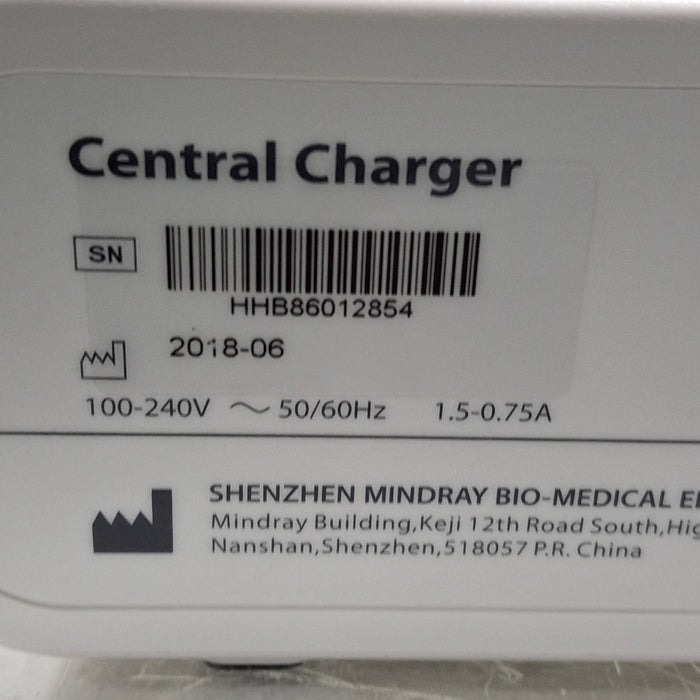 Central Charger
SN
HHB86012854
2018-06
100-240V ~ 50/60Hz 1.5-0.75A
SHENZHEN MINDRAY BIO-MEDICAL
Mindray Building,Keji 12th Road South,
Nanshan,Shenzhen,518057 P.R. China